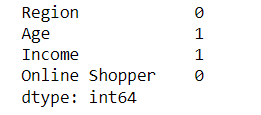 Region 0
Age 1
Income 1
Online Shopper 0
dtype: int64